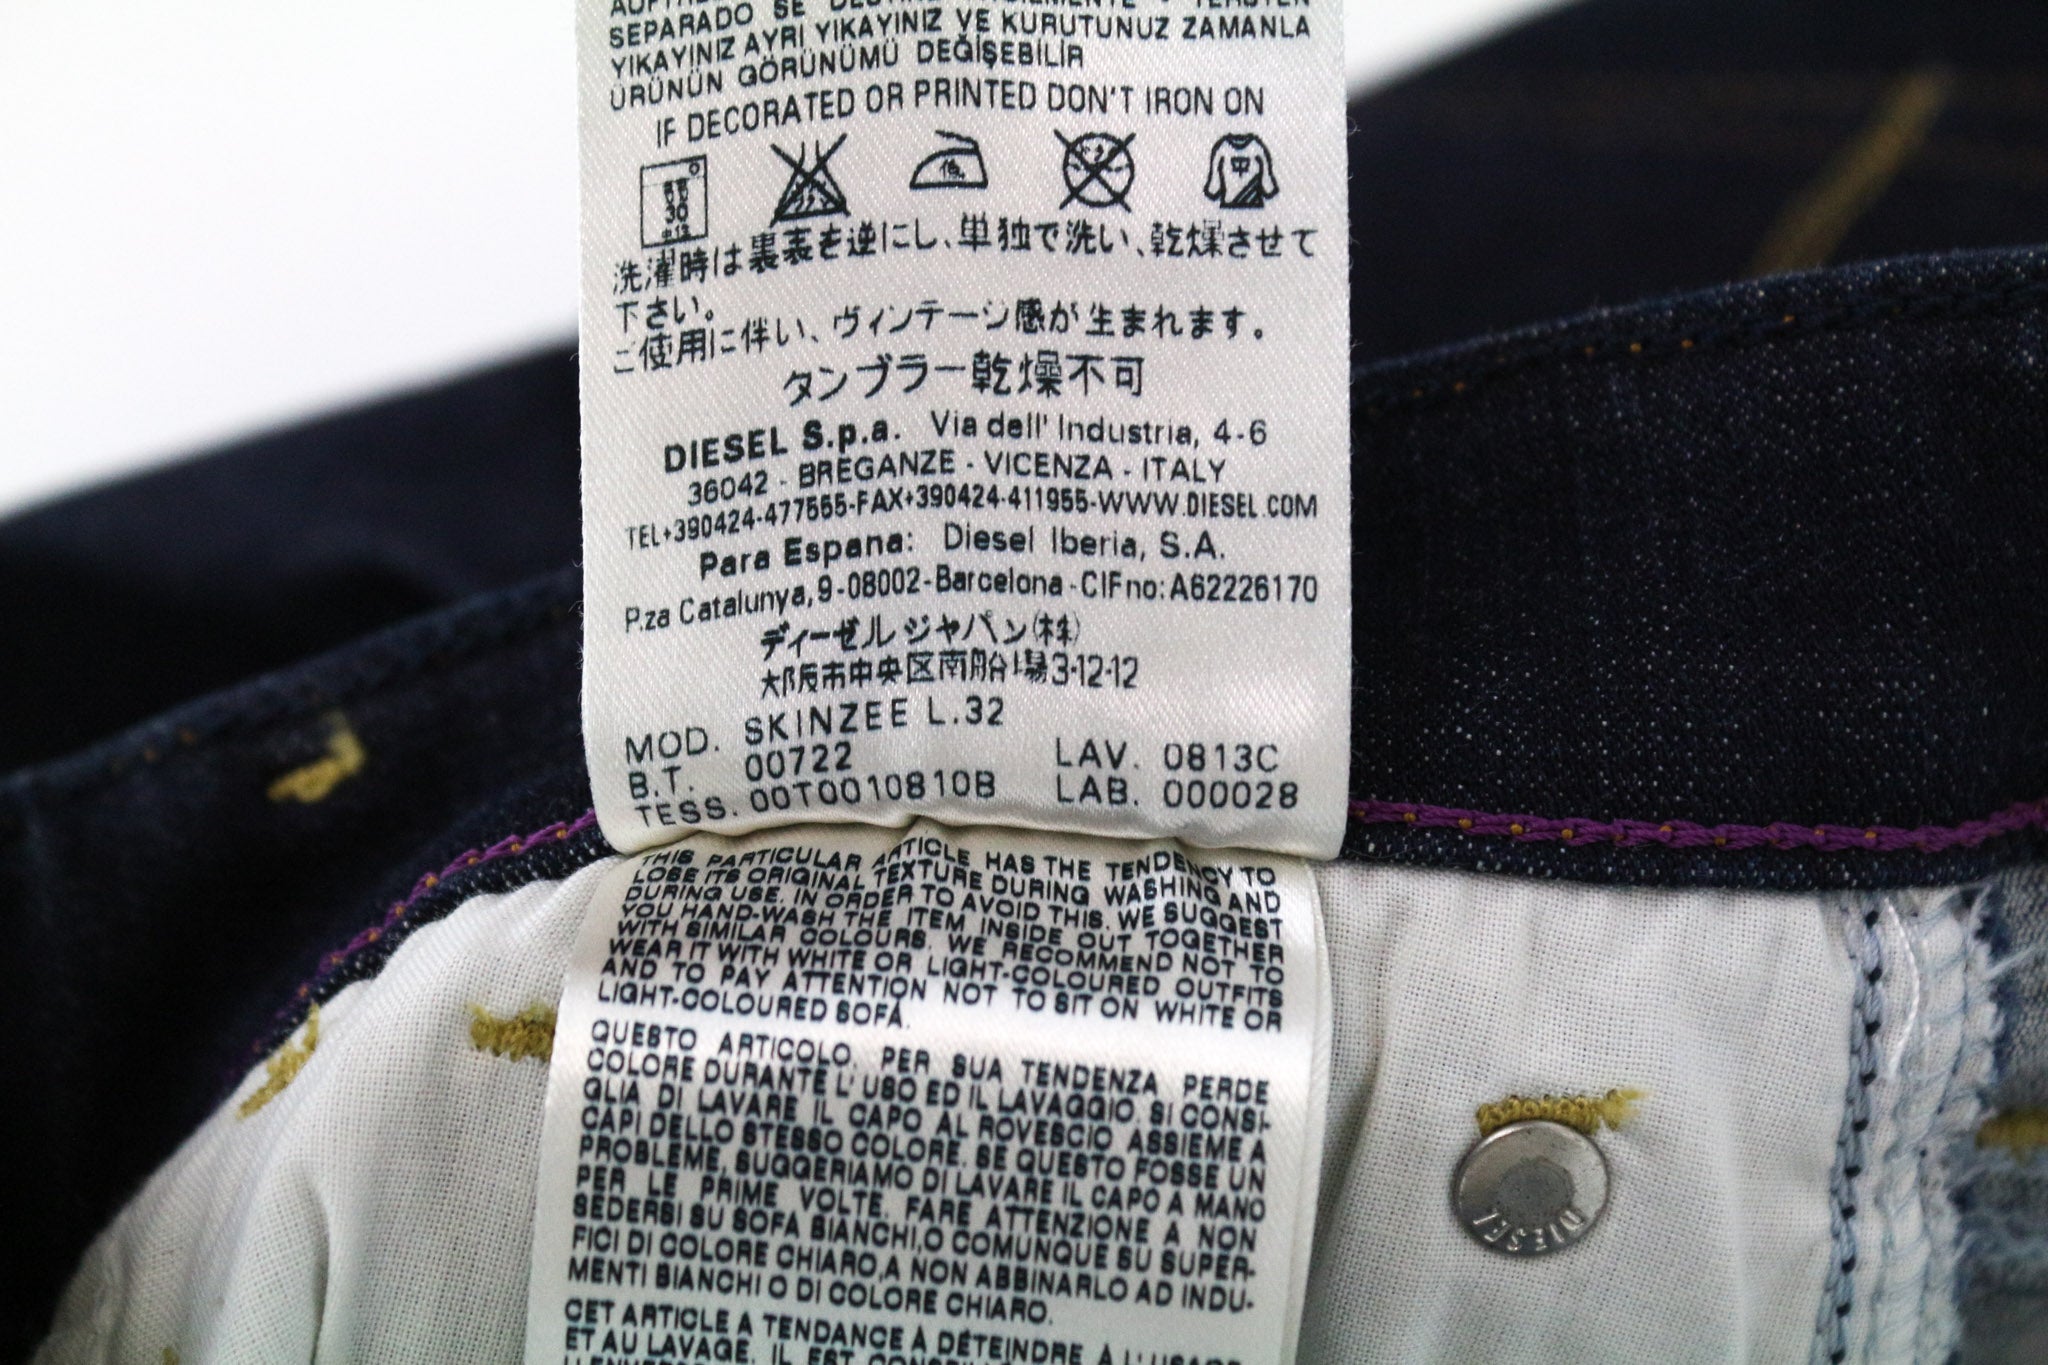 SEPARADO SE
SEPARADO YIKAYINIZ VE KURUTUNUZ ZAMANLA
YIKAYINIZ AYRI
ÜRÜNÜN GÖRÜNÜMÜ DEĞİŞEBİLİR
IF DECORATED OR PRINTED DON'T IRON ON
30
低
中
洗濯時は裏表を逆にし、単独で洗い、乾燥させて
下さい。
ご使用に伴い、ヴィンテージ感が生まれます。
タンブラー乾燥不可
DIESEL S.p.a. Via dell' Industria, 4-6
36042 - BREGANZE - VICENZA - ITALY
TEL+390424-477555-FAX+390424-411955-WWW.DIESEL.COM
Para Espana: Diesel Iberia, S.A.
P.za Catalunya, 9-08002-Barcelona-CIF no: A62226170
ディーゼルジャパン(株)
大阪市中央区南船場3-12-12
MOD. SKINZEE L.32
B.T. 00722 LAV. 0813C
TESS. 00T0010810B LAB. 000028
THIS PARTICULAR ARTICLE HAS THE TENDENCY TO
LOSE ITS ORIGINAL TEXTURE DURING WASHING AND
DURING USE. IN ORDER TO AVOID THIS, WE SUGGEST
YOU HAND-WASH THE ITEM INSIDE OUT TOGETHER
WITH SIMILAR COLOURS. WE RECOMMEND NOT TO
WEAR IT WITH WHITE OR LIGHT-COLOURED OUTFITS
AND TO PAY ATTENTION NOT TO SIT ON WHITE OR
LIGHT-COLOURED SOFA.
QUESTO ARTICOLO, PER SUA TENDENZA PERDE
COLORE DURANTE L'USO ED IL LAVAGGIO. SI CONSI-
GLIA DI LAVARE IL CAPO AL ROVESCIO ASSIEME A
CAPI DELLO STESSO COLORE. SE QUESTO FOSSE UN
PROBLEME, SUGGERIAMO DI LAVARE IL CAPO A MANO
PER LE PRIME VOLTE. FARE ATTENZIONE A NON
SEDERSI SU SOFA BIANCHI, O COMUNQUE SU SUPER-
FICI DI COLORE CHIARO, A NON ABBINARLO AD INDU-
MENTI BIANCHI O DI COLORE CHIARO.
CET ARTICLE A TENDANCE À DÉTEINDRE À L'USAGE
ET AU LAVAGE. IL EST
DIESEL